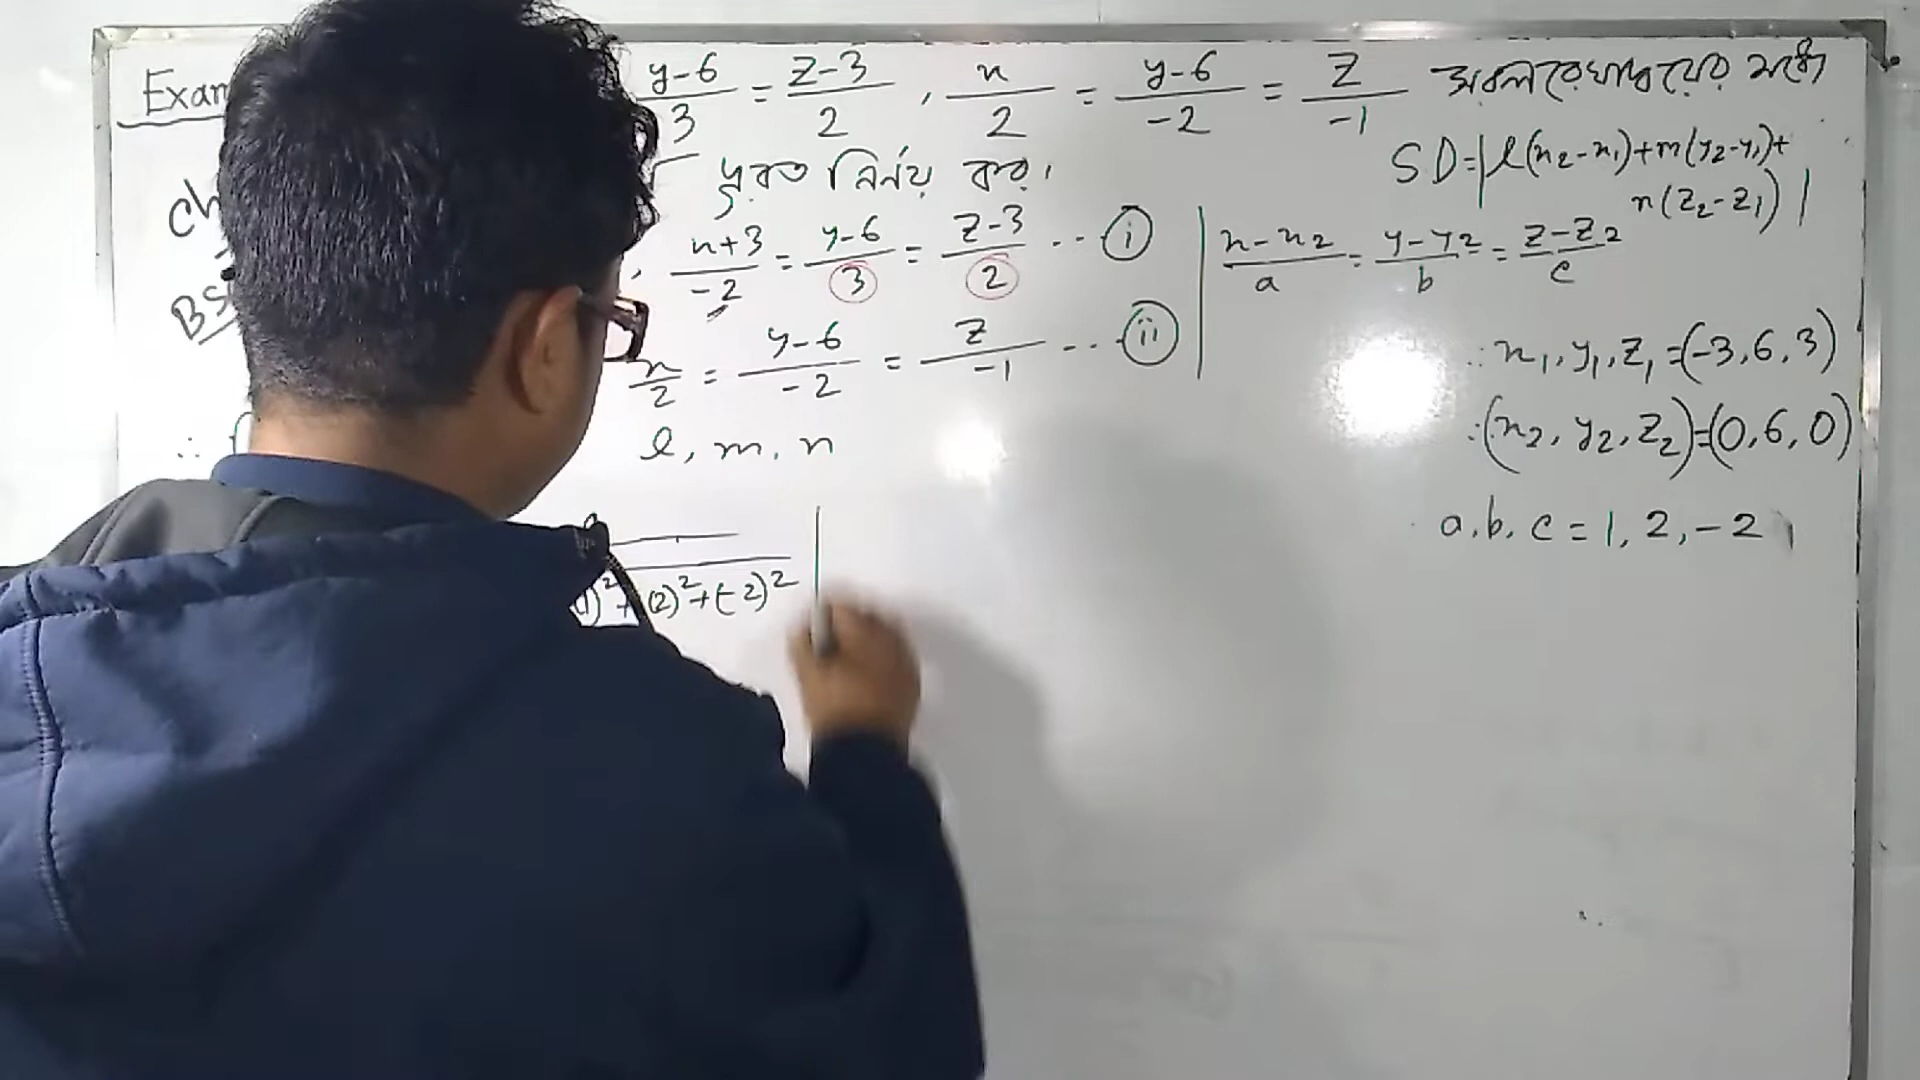 Exam y-6/3 = z-3/2 , x/2 = y-6/-2 = z/-1 সরলরেখাদ্বয়ের মধ্যে
দূরত্ব নির্ণয় কর।
SD=|l(x₂-x₁)+m(y₂-y₁)+
n(z₂-z₁)|
Ch
BS
x+3/-2 = y-6/3 = z-3/2 ... (i)
x-x₂/a = y-y₂/b = z-z₂/c
x/2 = y-6/-2 = z/-1 ... (ii)
∴ x₁, y₁, z₁=(-3, 6, 3)
∴ (x₂, y₂, z₂)=(0, 6, 0)
∴ l, m, n
a, b, c = 1, 2, -2
1)²+(2)²+(-2)²